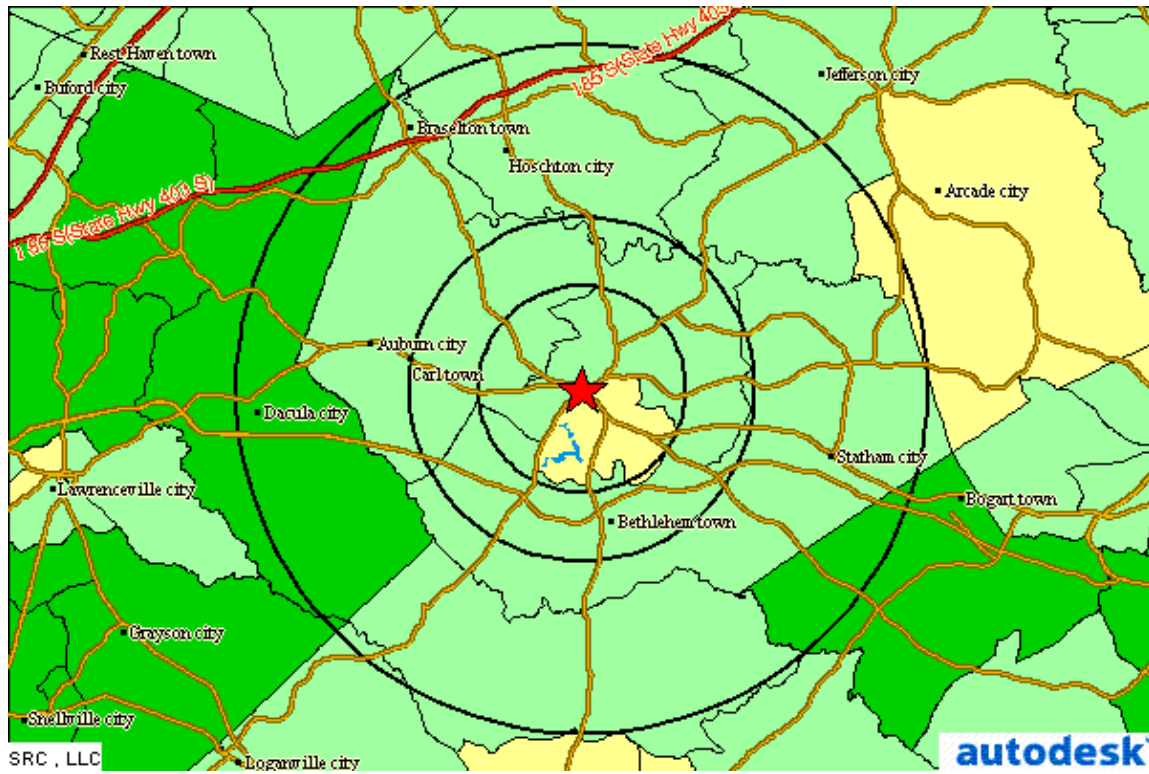 Rest Haven town
Buford city
I 85 S(State Hwy 403
Jefferson city
Braselton town
Hoschton city
Arcade city
I 85 S(State Hwy 403 S)
Auburn city
Carl town
Dacula city
Statham city
Lawrenceville city
Bogart town
Bethlehem town
Grayson city
Snellville city
Loganville city
SRC , LLC
autodesk